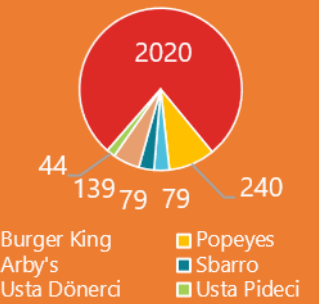 2020
44
139
79
79
240
Burger King
Popeyes
Arby's
Sbarro
Usta Dönerci
Usta Pideci